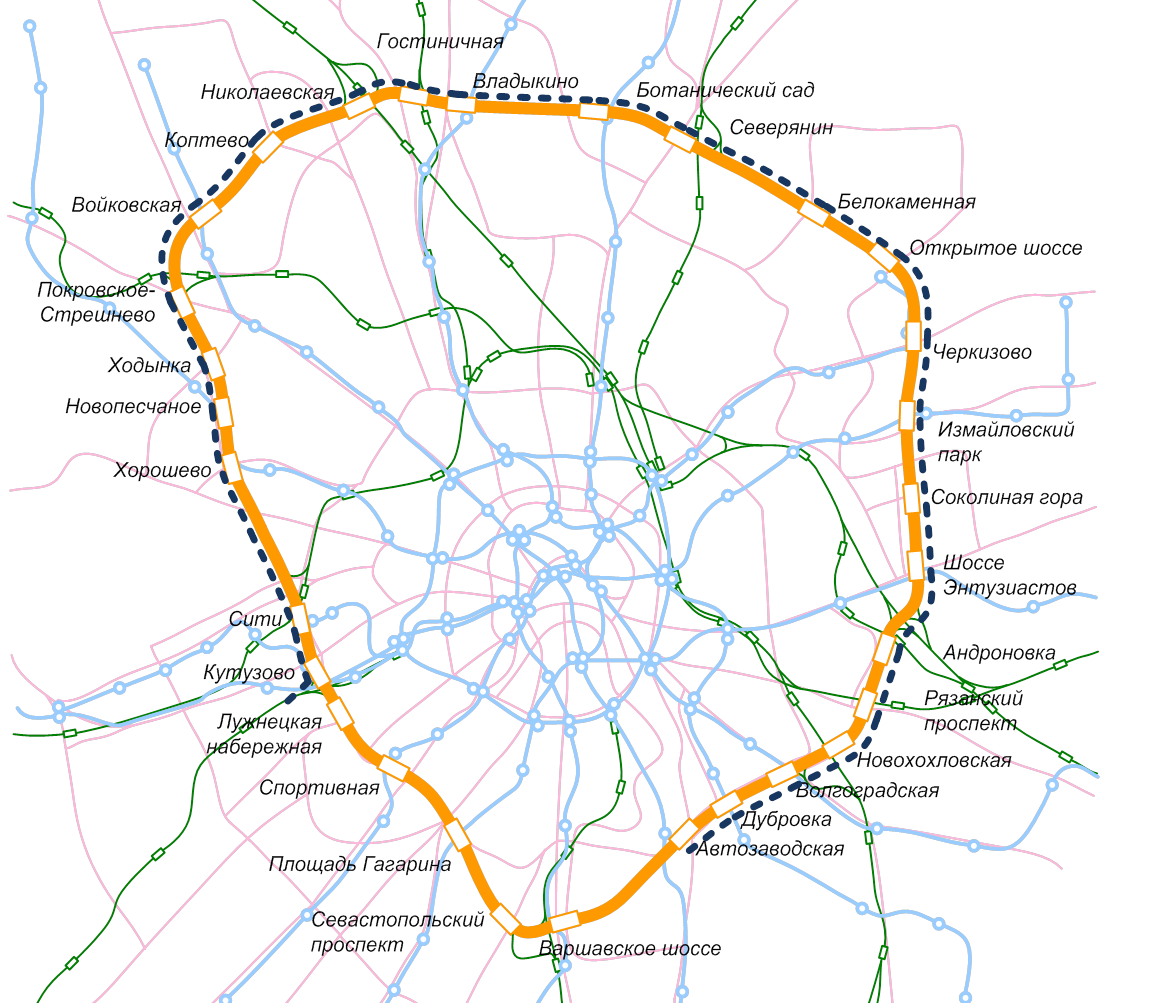 Гостиничная
Владыкино
Николаевская
Ботанический сад
Северянин
Коптево
Войковская
Белокаменная
Открытое шоссе
Покровское-
Стрешнево
Черкизово
Ходынка
Новопесчаное
Измайловский
парк
Хорошево
Соколиная гора
Шоссе
Энтузиастов
Сити
Андроновка
Кутузово
Рязанский
проспект
Лужнецкая
набережная
Новохохловская
Спортивная
Волгоградская
Дубровка
Автозаводская
Площадь Гагарина
Севастопольский
проспект
Варшавское шоссе